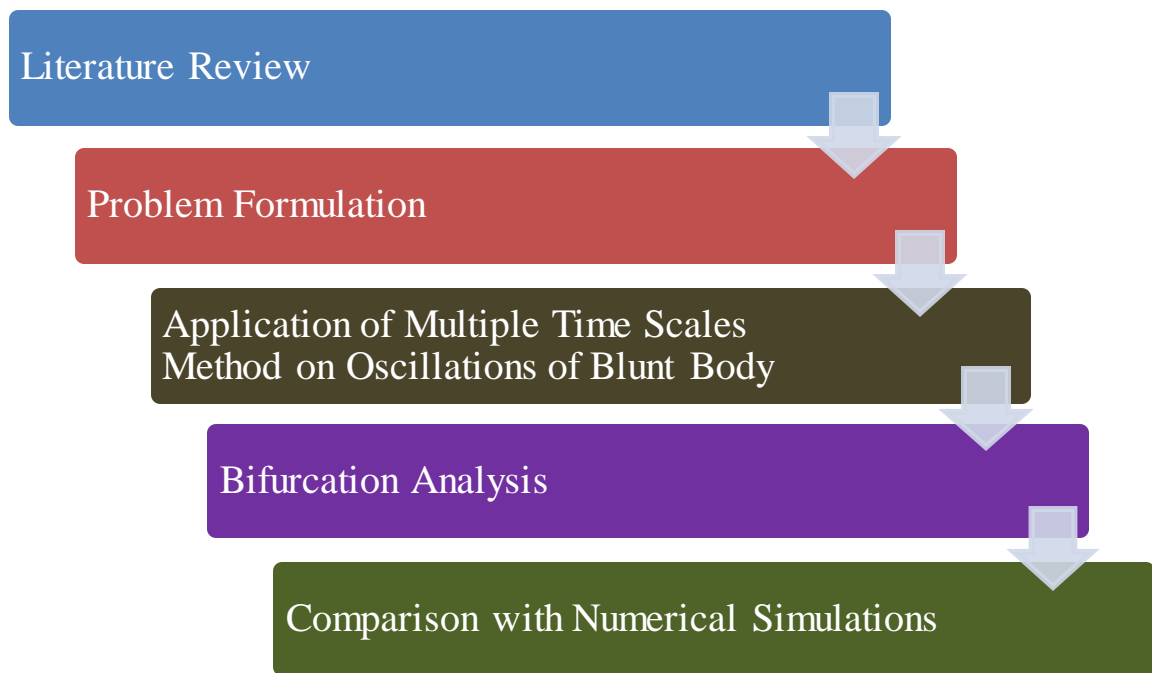 Literature Review
Problem Formulation
Application of Multiple Time Scales
Method on Oscillations of Blunt Body
Bifurcation Analysis
Comparison with Numerical Simulations